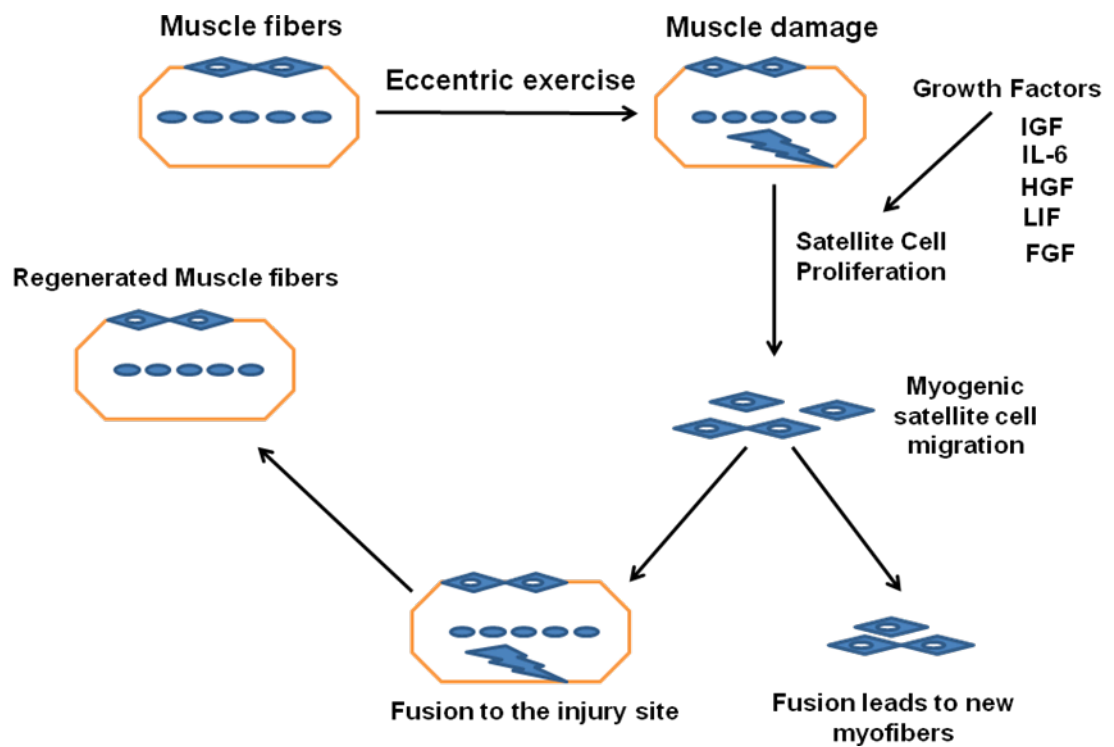 Muscle fibers
Eccentric exercise
Muscle damage
Growth Factors
IGF
IL-6
HGF
LIF
FGF
Satellite Cell
Proliferation
Regenerated Muscle fibers
Myogenic
satellite cell
migration
Fusion to the injury site
Fusion leads to new
myofibers